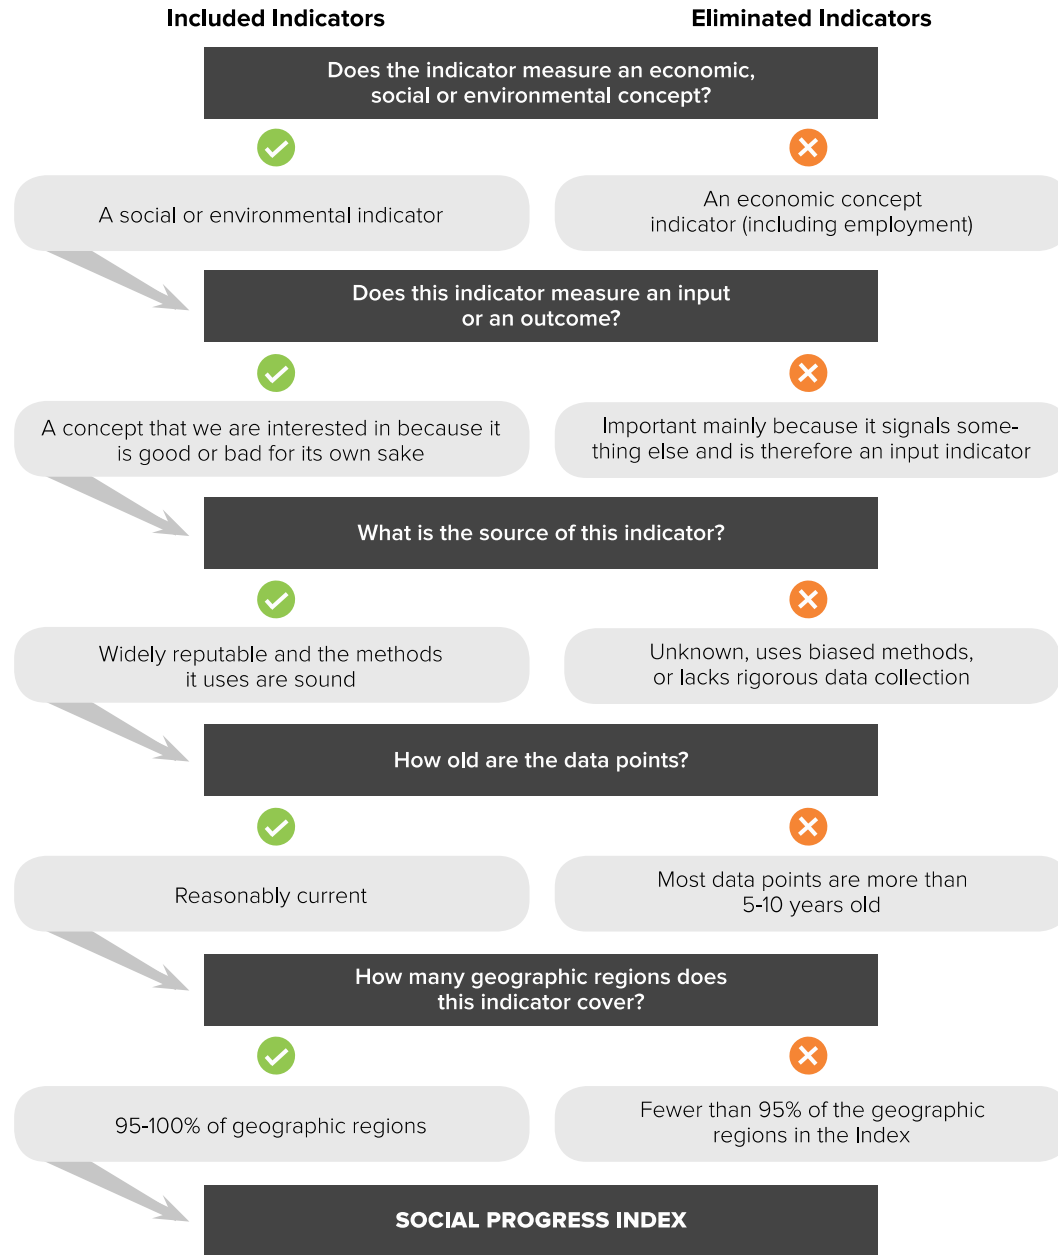 Included Indicators
Eliminated Indicators
Does the indicator measure an economic,
social or environmental concept?
A social or environmental indicator
An economic concept
indicator (including employment)
Does this indicator measure an input
or an outcome?
A concept that we are interested in because it
is good or bad for its own sake
Important mainly because it signals some-
thing else and is therefore an input indicator
What is the source of this indicator?
Widely reputable and the methods
it uses are sound
Unknown, uses biased methods,
or lacks rigorous data collection
How old are the data points?
Reasonably current
Most data points are more than
5-10 years old
How many geographic regions does
this indicator cover?
95-100% of geographic regions
Fewer than 95% of the geographic
regions in the Index
SOCIAL PROGRESS INDEX